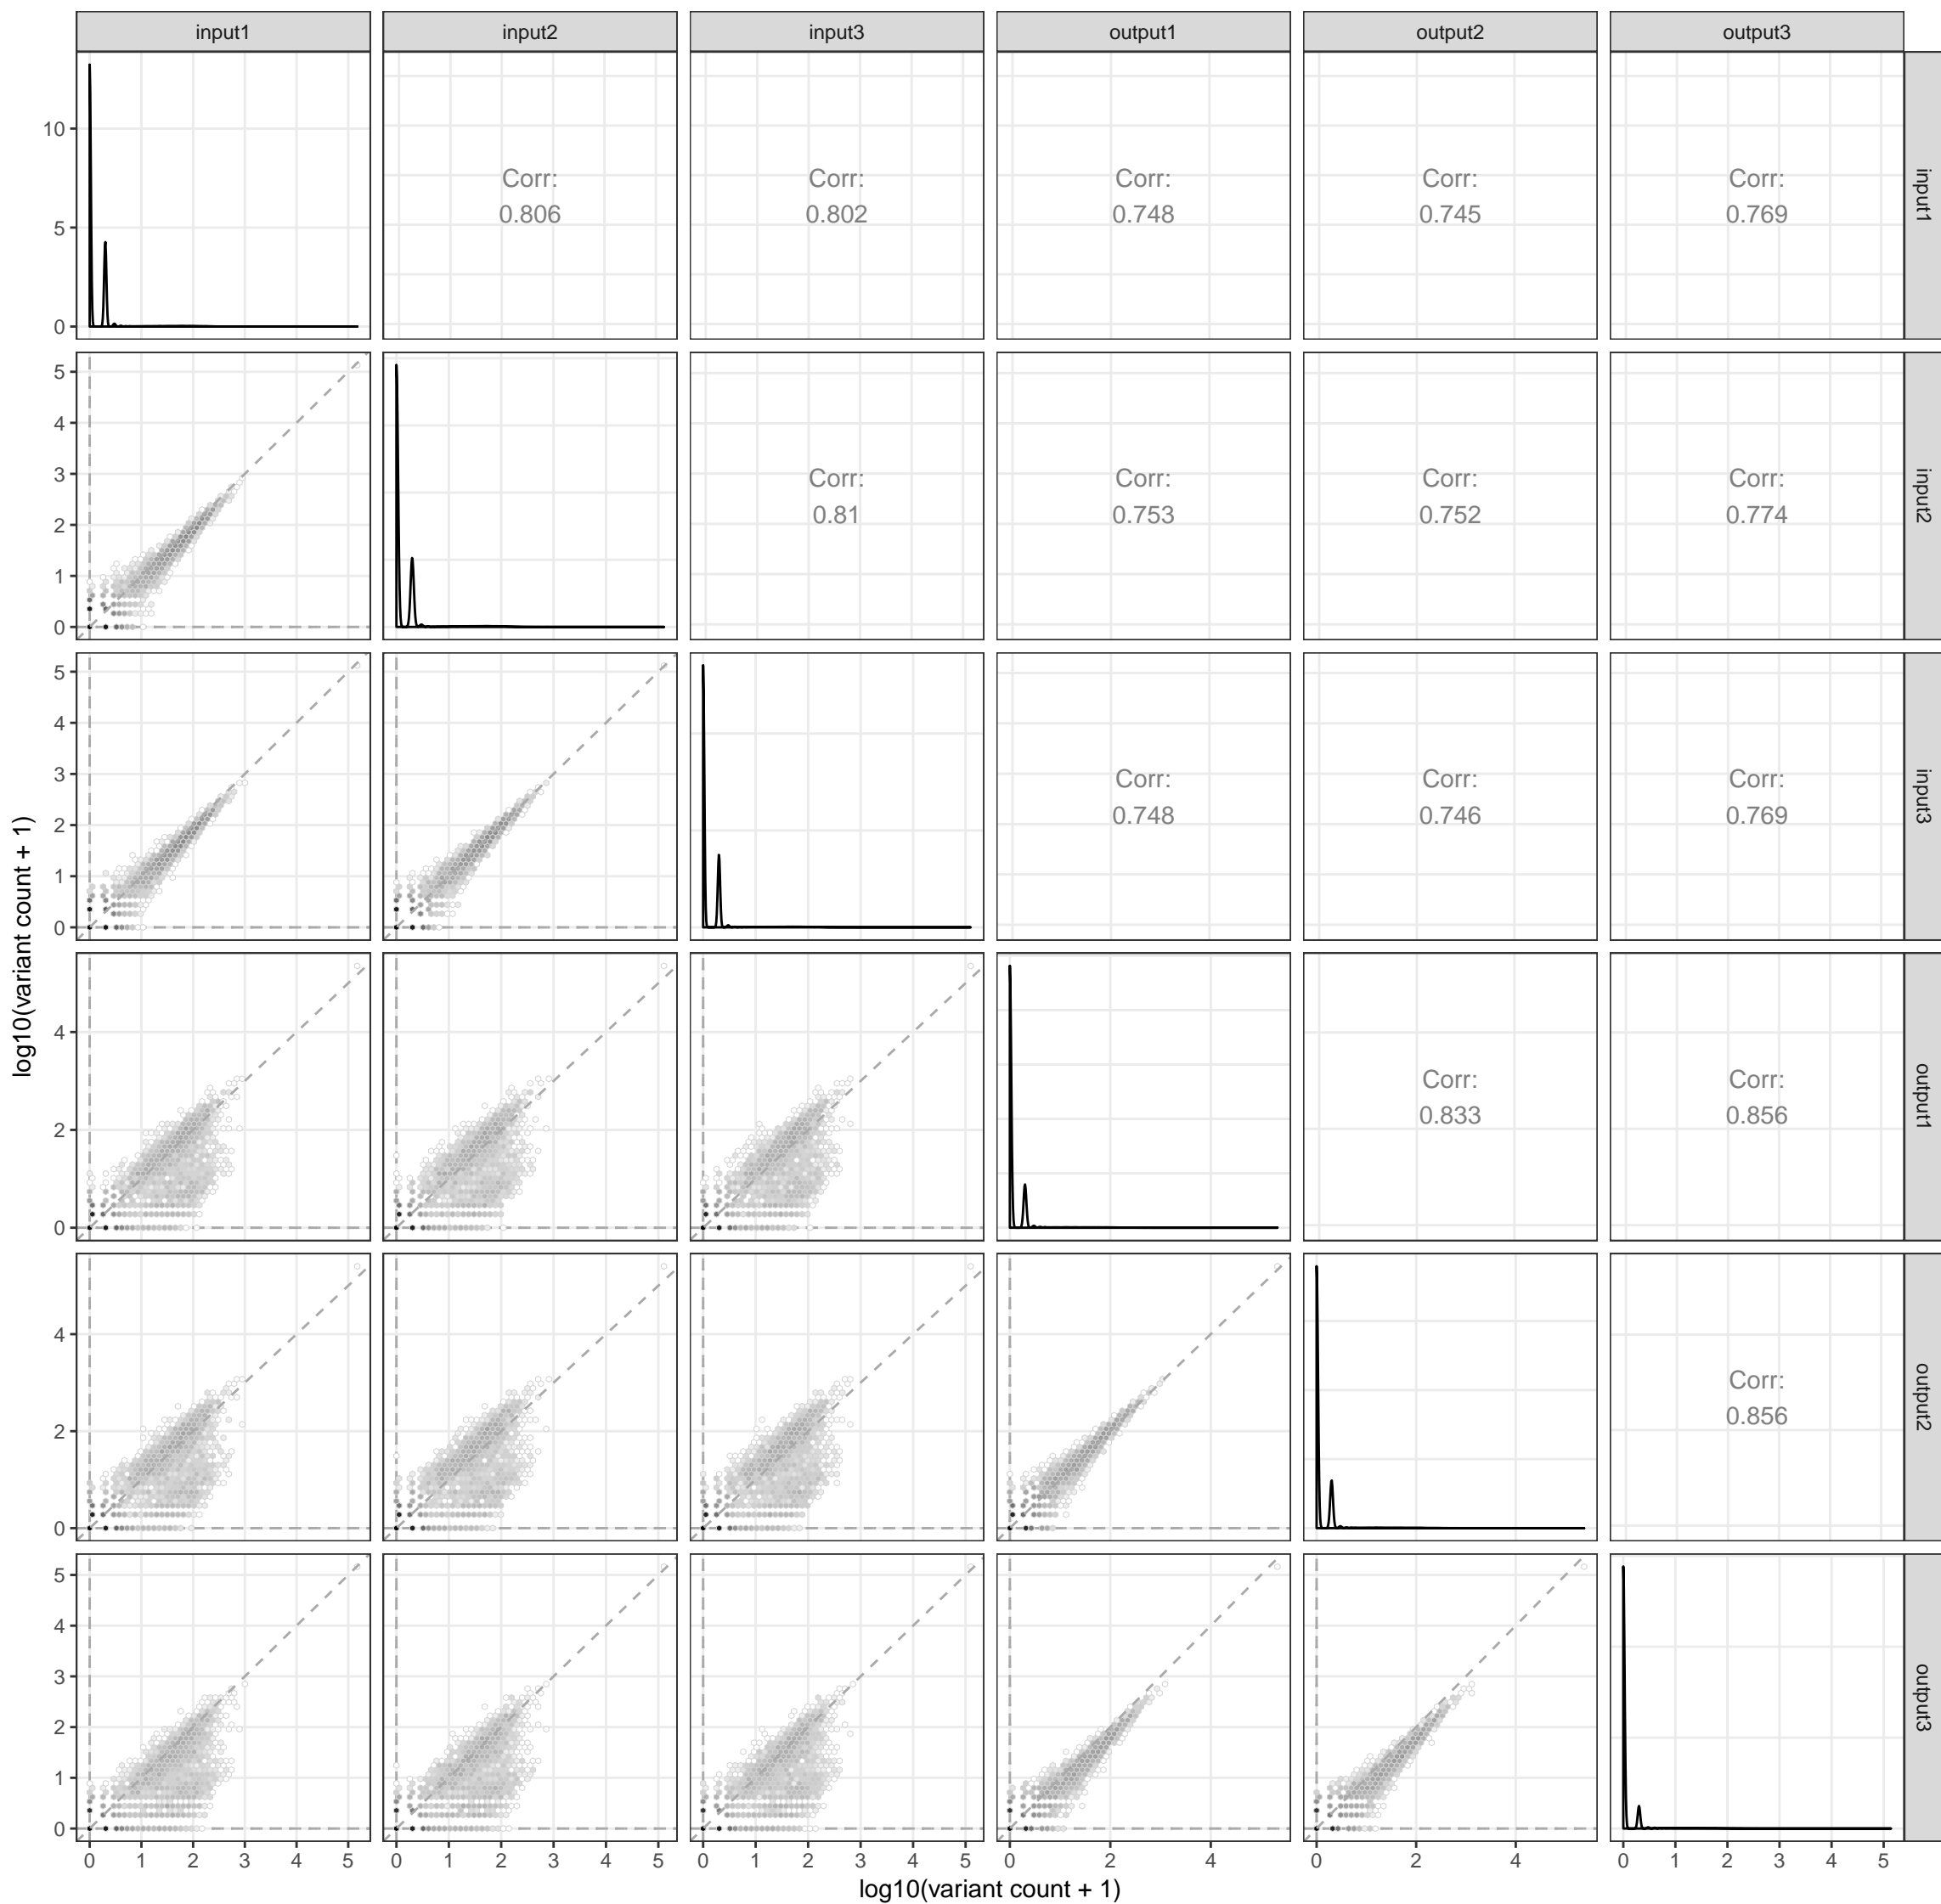 input1 input2 input3 output1 output2 output3
10
5
0
Corr:
0.806
Corr:
0.802
Corr:
0.748
Corr:
0.745
Corr:
0.769
input1
5
4
3
2
1
0
Corr:
0.81
Corr:
0.753
Corr:
0.752
Corr:
0.774
input2
5
4
3
2
1
0
Corr:
0.748
Corr:
0.746
Corr:
0.769
input3
log10(variant count + 1)
4
2
0
Corr:
0.833
Corr:
0.856
output1
4
2
0
Corr:
0.856
output2
5
4
3
2
1
0
output3
0 1 2 3 4 5 0 1 2 3 4 5 0 1 2 3 4 5 0 2 4 0 2 4 0 1 2 3 4 5
log10(variant count + 1)